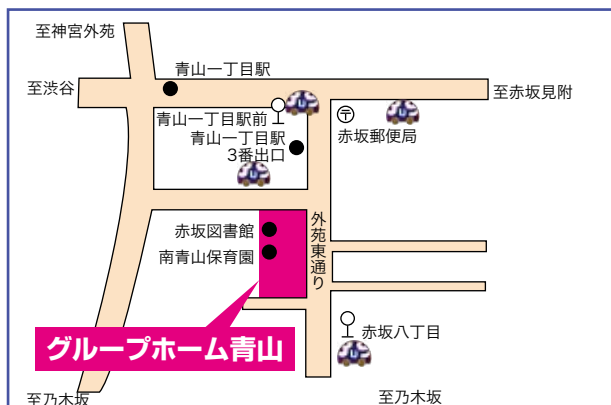 至神宮外苑
青山一丁目駅
至渋谷
至赤坂見附
青山一丁目駅前
赤坂郵便局
青山一丁目駅
3番出口
赤坂図書館
南青山保育園
外苑東通り
グループホーム青山
赤坂八丁目
至乃木坂
至乃木坂